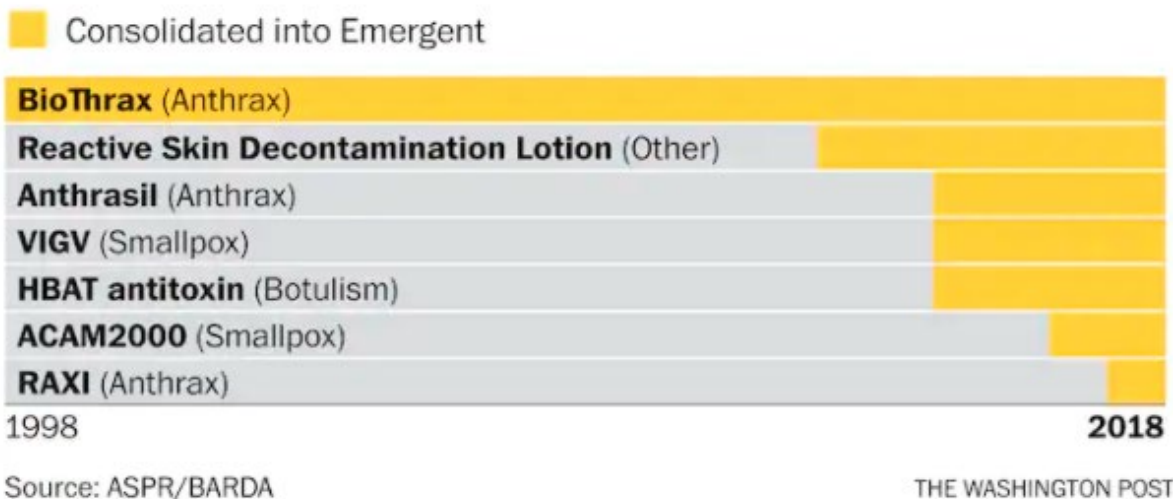 Consolidated into Emergent
BioThrax (Anthrax)
Reactive Skin Decontamination Lotion (Other)
Anthrasil (Anthrax)
VIGV (Smallpox)
HBAT antitoxin (Botulism)
ACAM2000 (Smallpox)
RAXI (Anthrax)
1998 2018
Source: ASPR/BARDA THE WASHINGTON POST